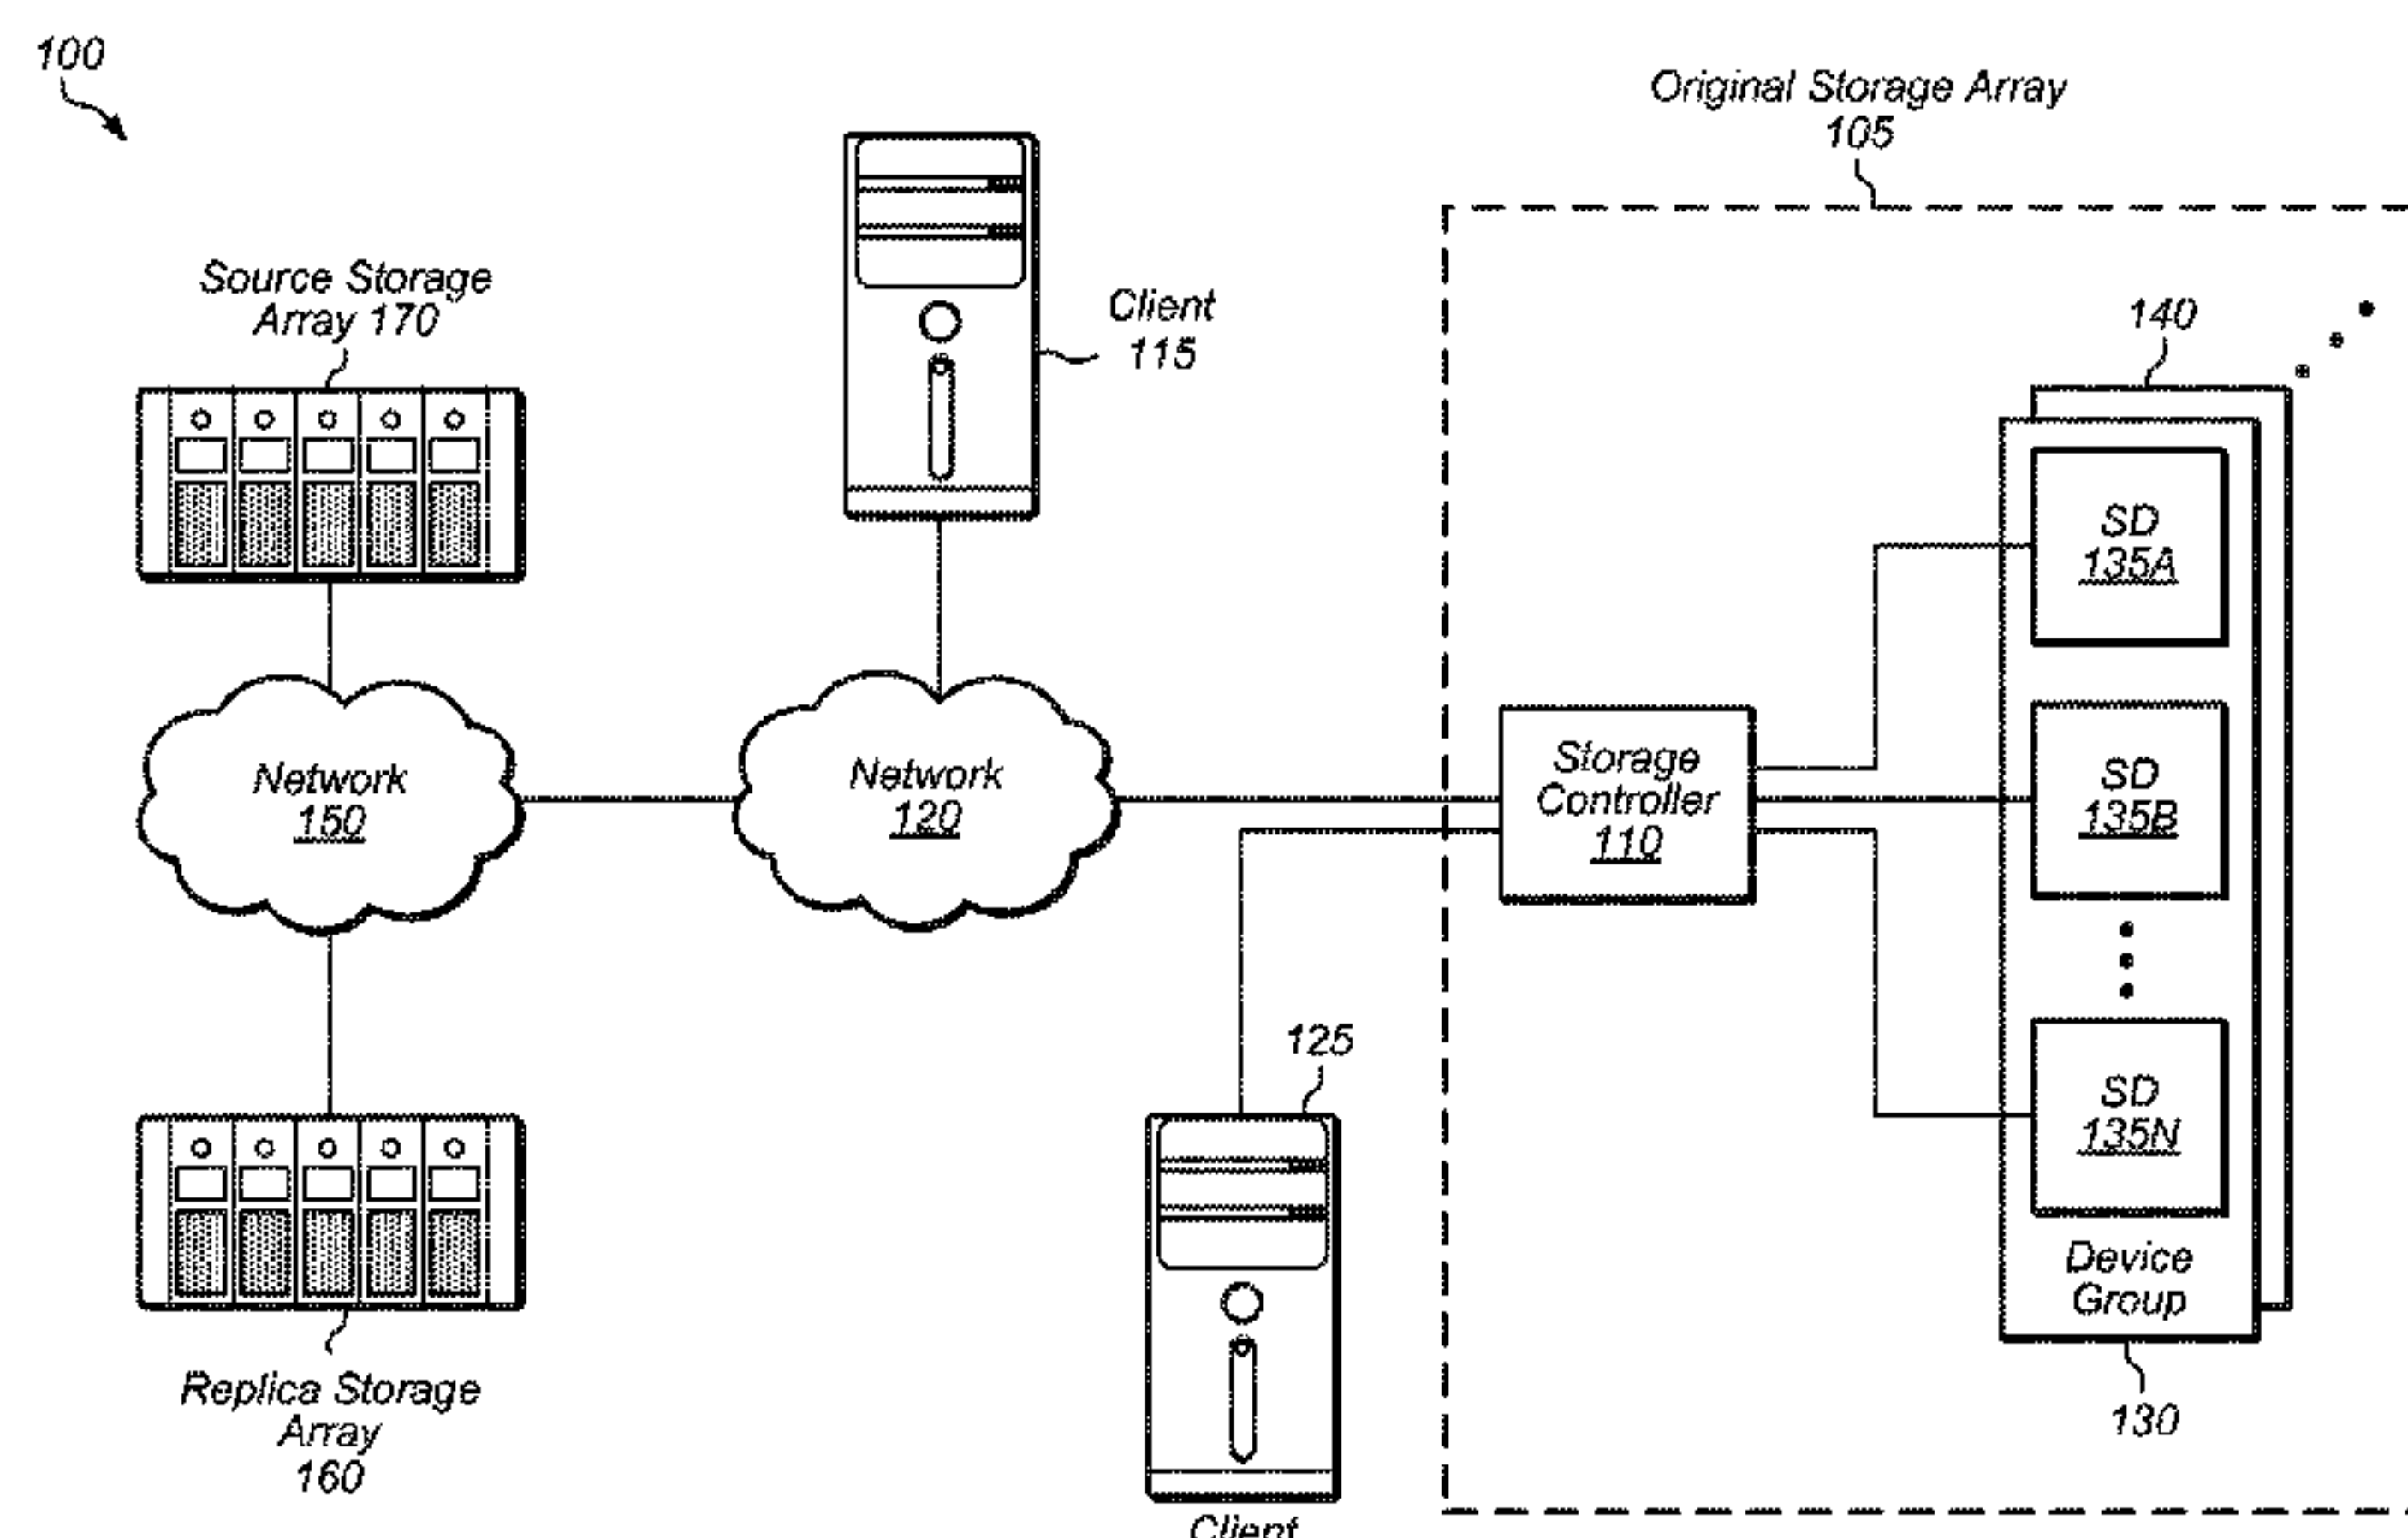 100
Original Storage Array
105
Source Storage
Array 170
Client
115
140
SD
135A
Network
150
Network
120
Storage
Controller
110
SD
135B
125
SD
135N
Device
Group
130
Replica Storage
Array
160
Client